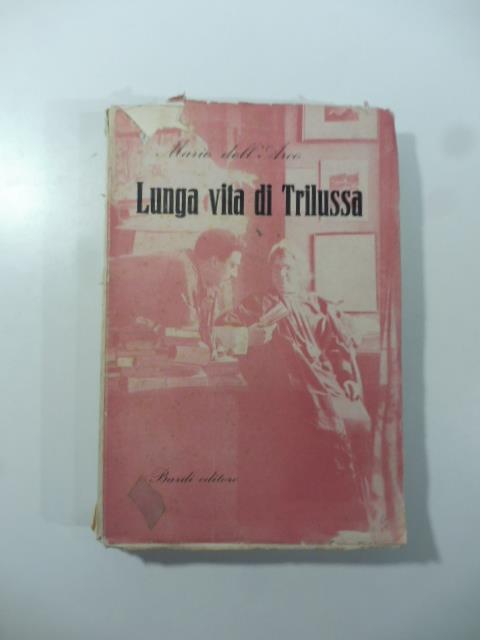 Mario dell'Arco
Lunga vita di Trilussa
Bardi editore